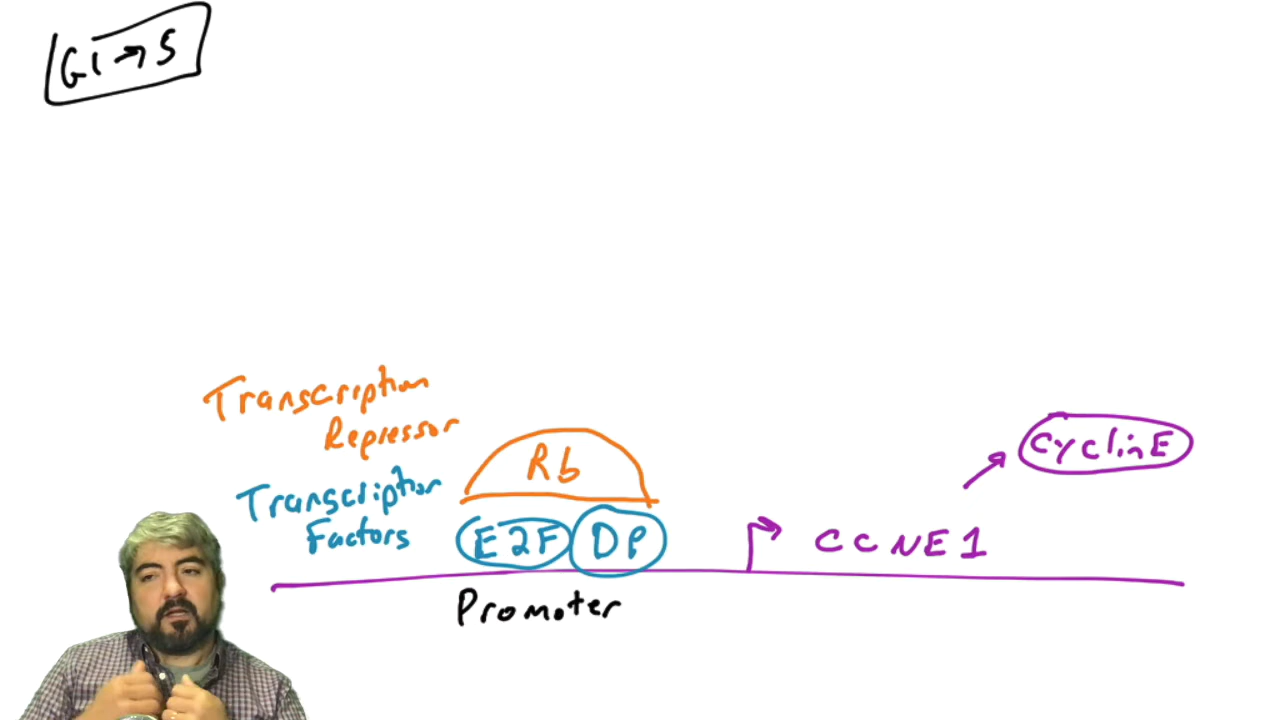 G1 → S
Transcription
Repressor
Rb
Transcription
Factors
E2F DP
CCNE1
CyclinE
Promoter